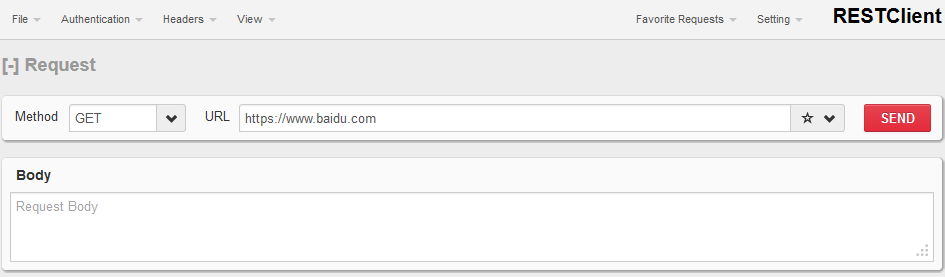 File Authentication Headers View Favorite Requests Setting RESTClient
[-] Request
Method GET URL https://www.baidu.com SEND
Body
Request Body